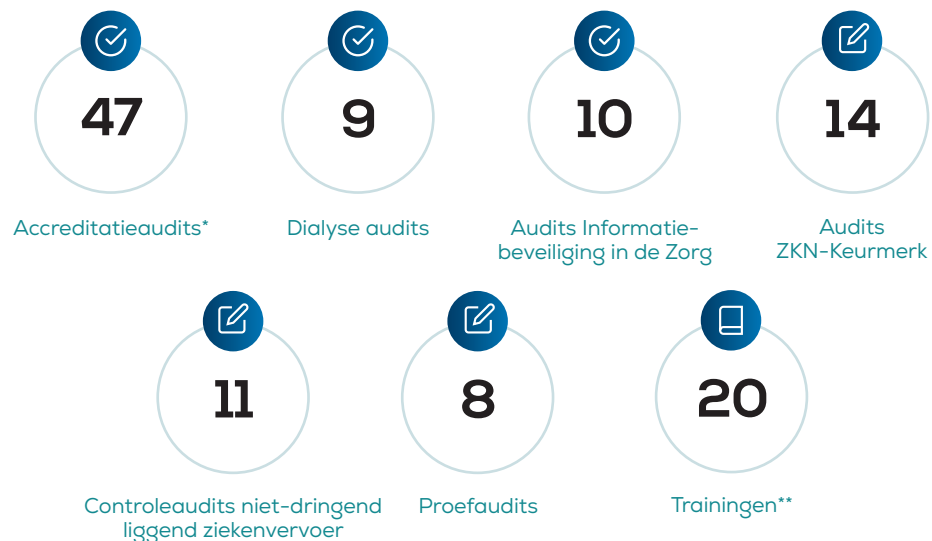 47
9
10
14
Accreditatieaudits*
Dialyse audits
Audits Informatie-
beveiliging in de Zorg
Audits
ZKN-Keurmerk
11
8
20
Controleaudits niet-dringend
liggend ziekenvervoer
Proefaudits
Trainingen**